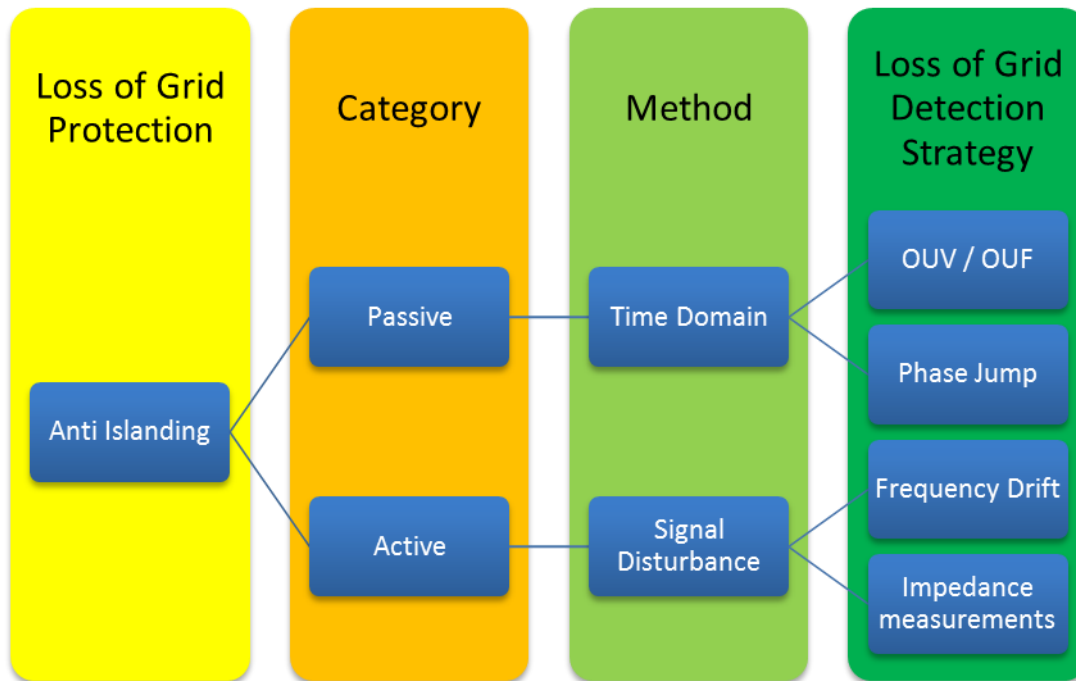 Loss of Grid
Protection
Category
Method
Loss of Grid
Detection
Strategy
Anti Islanding
Passive
Active
Time Domain
Signal
Disturbance
OUV / OUF
Phase Jump
Frequency Drift
Impedance
measurements